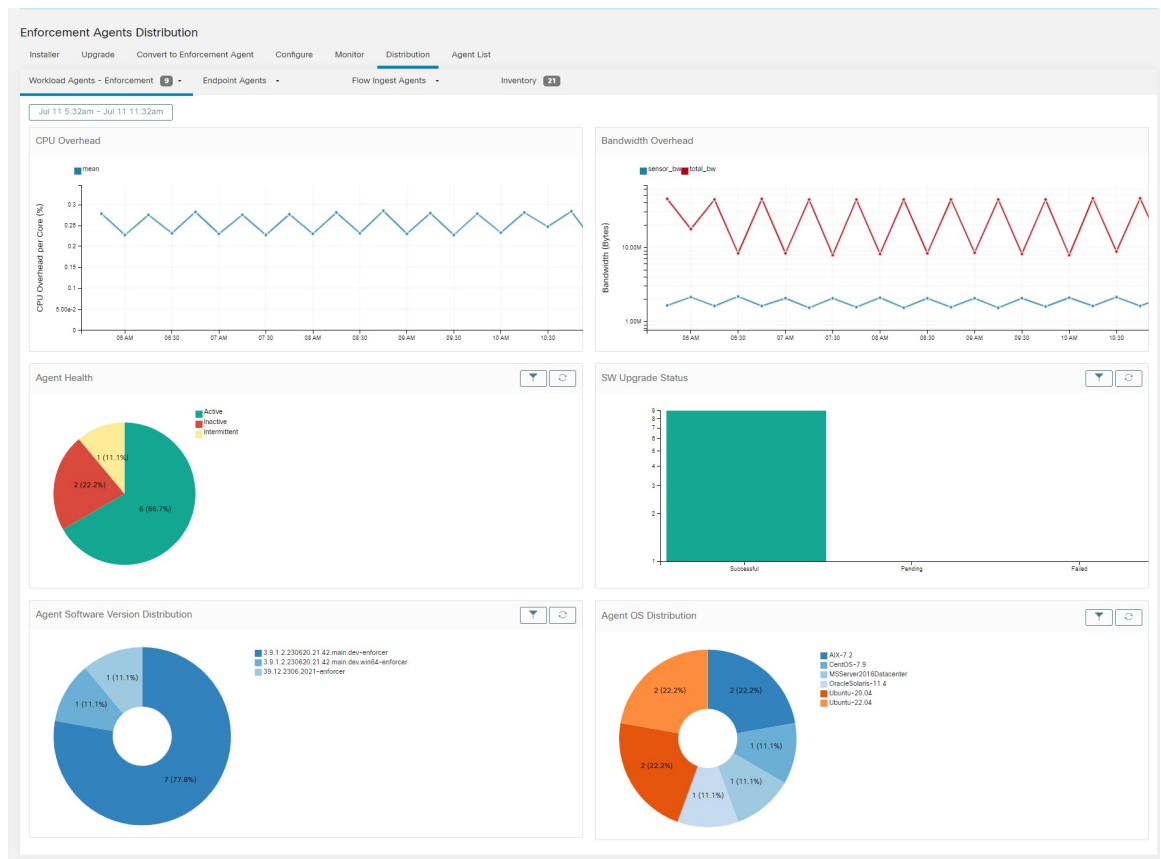 Enforcement Agents Distribution
Installer Upgrade Convert to Enforcement Agent Configure Monitor Distribution Agent List
Workload Agents - Enforcement 9 Endpoint Agents Flow Ingest Agents Inventory 21
Jul 11 5:32am - Jul 11 11:32am
CPU Overhead
mean
CPU Overhead per Core (%)
0.3
0.25
0.2
0.15
0.1
5.00e-2
0
06 AM 06:30 07 AM 07:30 08 AM 08:30 09 AM 09:30 10 AM 10:30
Bandwidth Overhead
sensor_bw total_bw
Bandwidth (Bytes)
10.00M
1.00M
06 AM 06:30 07 AM 07:30 08 AM 08:30 09 AM 09:30 10 AM 10:30
Agent Health
Active
Inactive
Intermittent
1 (11.1%)
2 (22.2%)
6 (66.7%)
SW Upgrade Status
9
8
7
6
5
4
3
2
1
Successful Pending Failed
Agent Software Version Distribution
3.9.1.2.230620.21.42.main.dev-enforcer
3.9.1.2.230620.21.42.main.dev.win64-enforcer
39.12.2306.2021-enforcer
1 (11.1%)
1 (11.1%)
7 (77.8%)
Agent OS Distribution
AIX-7.2
CentOS-7.9
MSServer2016Datacenter
OracleSolaris-11.4
Ubuntu-20.04
Ubuntu-22.04
2 (22.2%) 2 (22.2%)
1 (11.1%)
2 (22.2%)
1 (11.1%)
1 (11.1%)